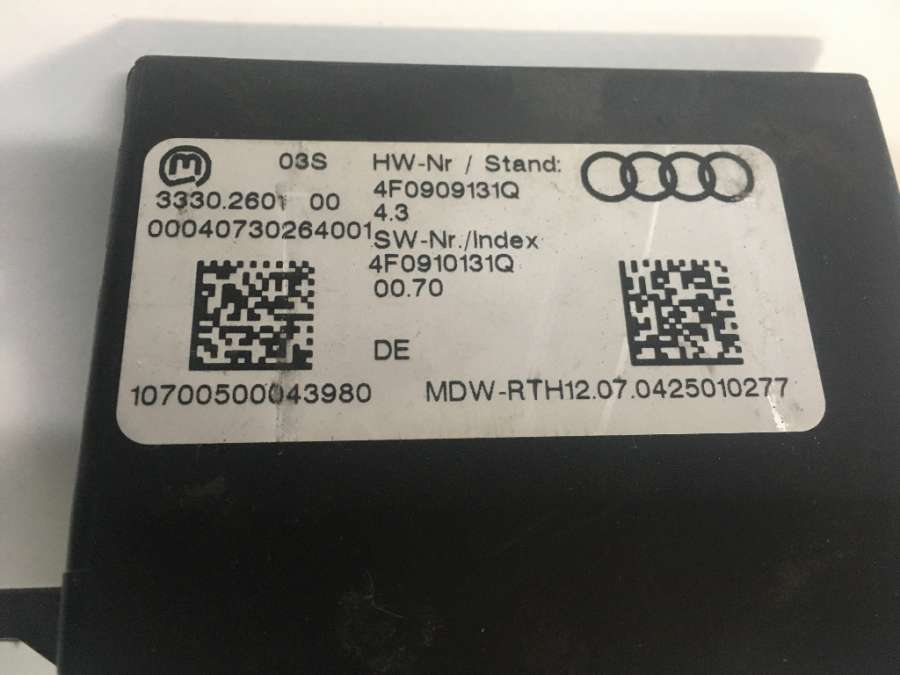 03S
3330.2601 00
00040730264001
HW-Nr / Stand:
4F0909131Q
4.3
SW-Nr./Index
4F0910131Q
00.70
DE
10700500043980
MDW-RTH12.07.0425010277